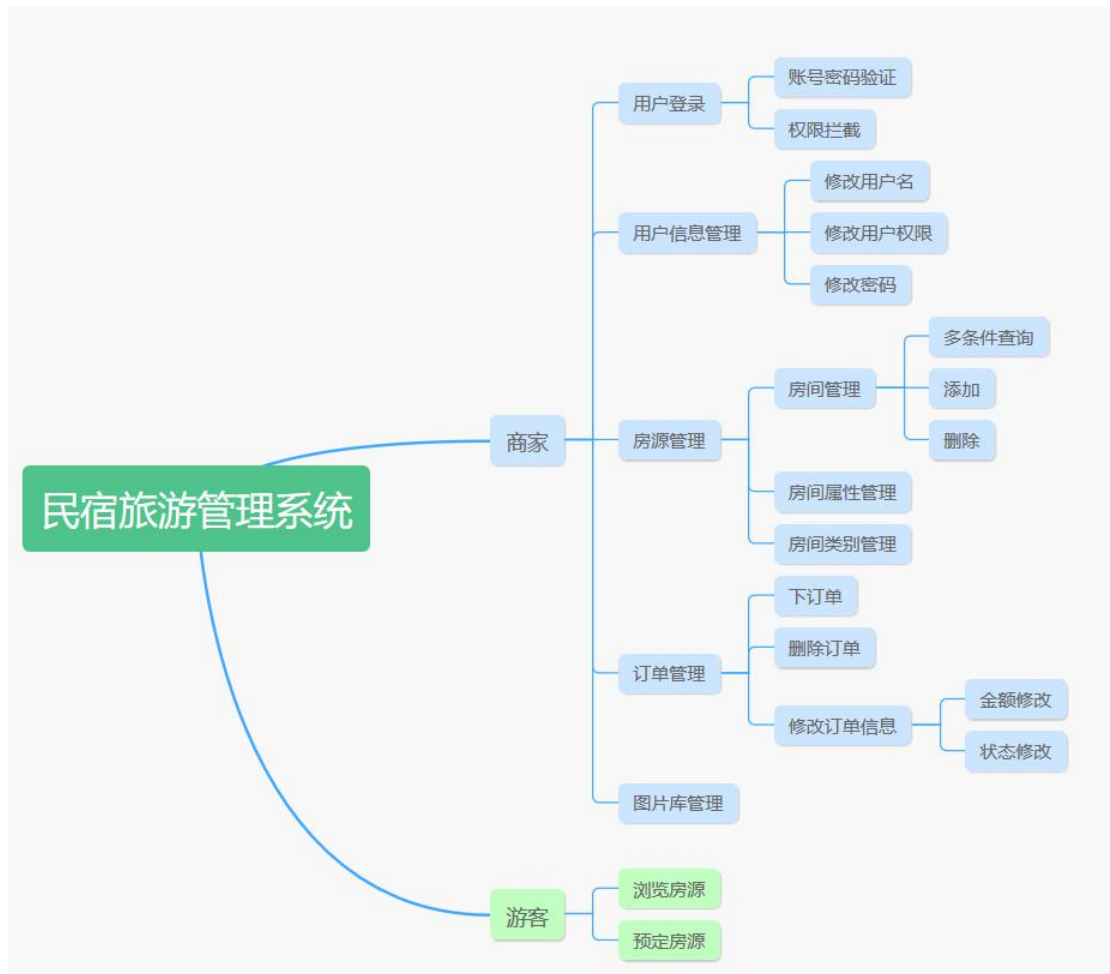 民宿旅游管理系统
商家
用户登录
账号密码验证
权限拦截
用户信息管理
修改用户名
修改用户权限
修改密码
房源管理
房间管理
多条件查询
添加
删除
房间属性管理
房间类别管理
订单管理
下订单
删除订单
修改订单信息
金额修改
状态修改
图片库管理
游客
浏览房源
预定房源